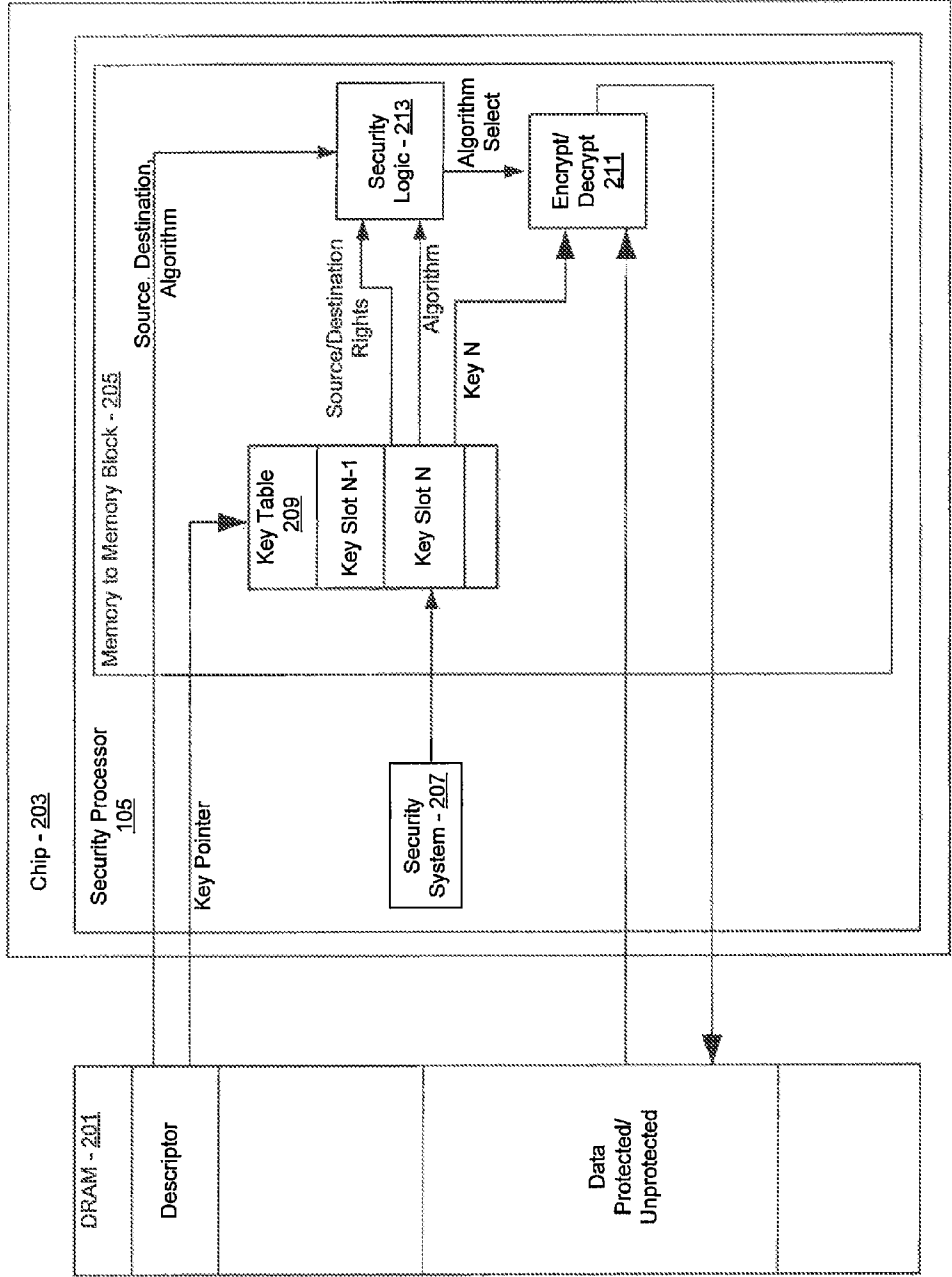 DRAM - 201
Descriptor
Data
Protected/
Unprotected
Chip - 203
Security Processor
105
Key Pointer
Security
System - 207
Memory to Memory Block - 205
Source, Destination,
Algorithm
Key Table
209
Key Slot N-1
Key Slot N
Source/Destination
Rights
Algorithm
Key N
Security
Logic - 213
Algorithm
Select
Encrypt/
Decrypt
211